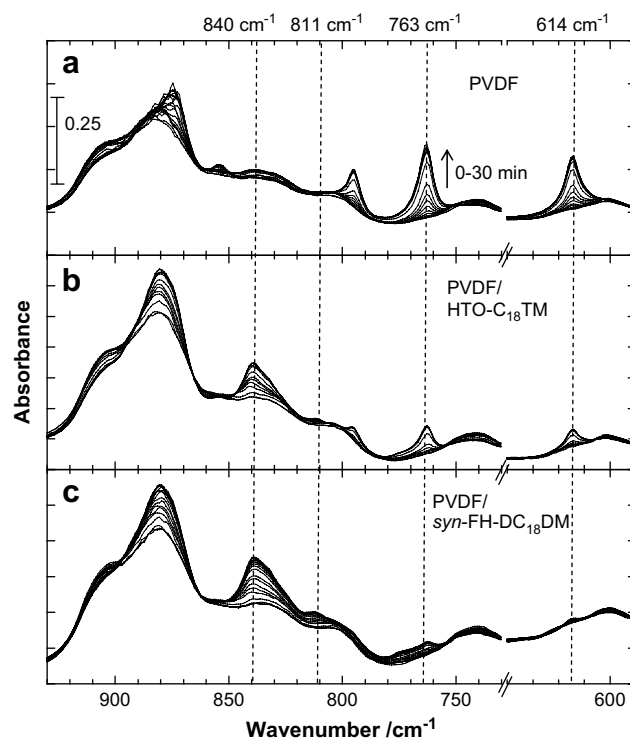 840 cm⁻¹ 811 cm⁻¹ 763 cm⁻¹ 614 cm⁻¹
a
PVDF
0.25
0-30 min
b
PVDF/
HTO-C₁₈TM
Absorbance
c
PVDF/
syn-FH-DC₁₈DM
900 850 800 750 600
Wavenumber /cm⁻¹